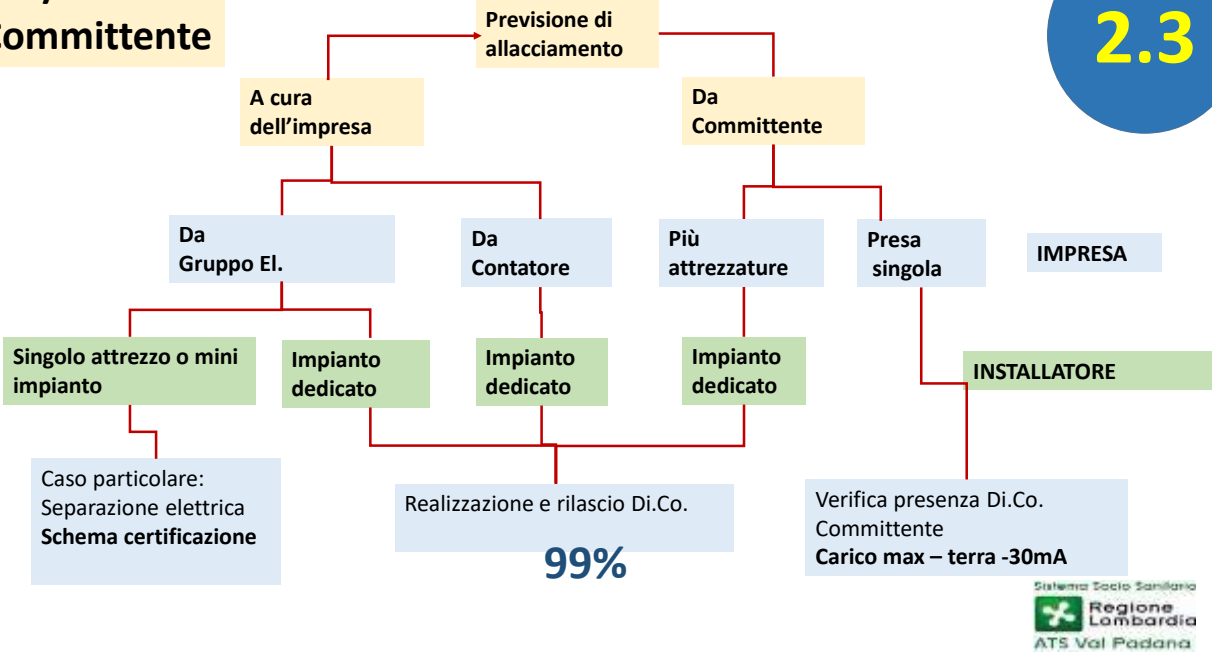 Committente
Previsione di
allacciamento
2.3
A cura
dell’impresa
Da
Committente
Da
Gruppo El.
Da
Contatore
Più
attrezzature
Presa
singola
IMPRESA
Singolo attrezzo o mini
impianto
Impianto
dedicato
Impianto
dedicato
Impianto
dedicato
INSTALLATORE
Caso particolare:
Separazione elettrica
Schema certificazione
Realizzazione e rilascio Di.Co.
99%
Verifica presenza Di.Co.
Committente
Carico max – terra -30mA
Sistema Socio Sanitario
Regione
Lombardia
ATS Val Padana